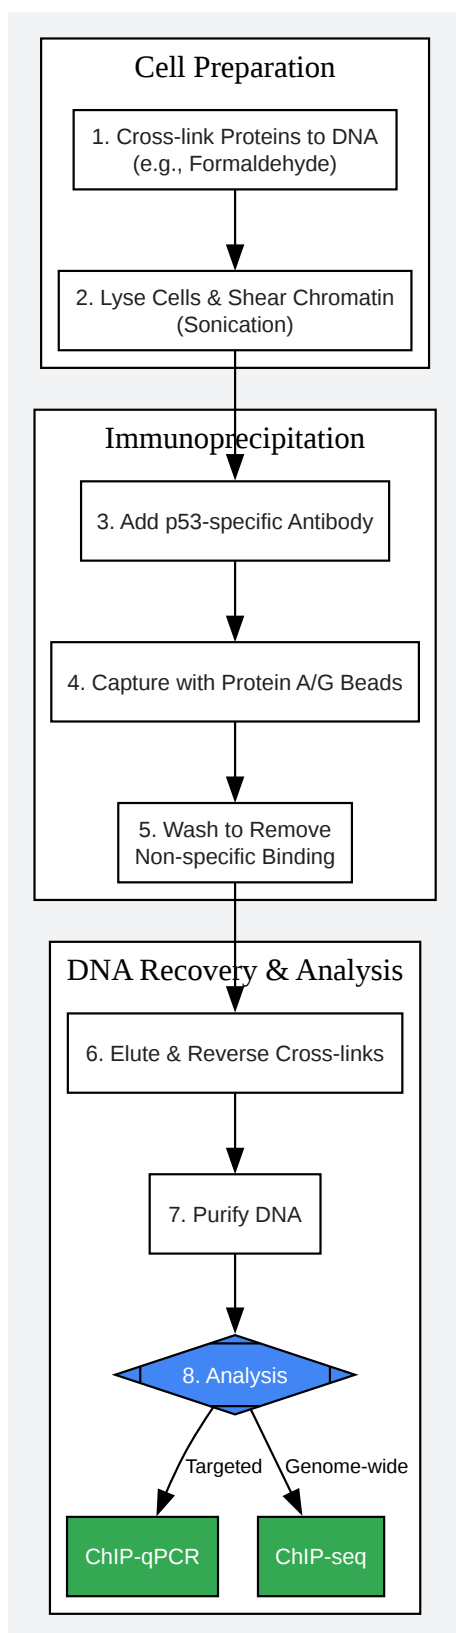 Cell Preparation
1. Cross-link Proteins to DNA
(e.g., Formaldehyde)
2. Lyse Cells & Shear Chromatin
(Sonication)
Immunoprecipitation
3. Add p53-specific Antibody
4. Capture with Protein A/G Beads
5. Wash to Remove
Non-specific Binding
DNA Recovery & Analysis
6. Elute & Reverse Cross-links
7. Purify DNA
8. Analysis
Targeted
Genome-wide
ChIP-qPCR
ChIP-seq